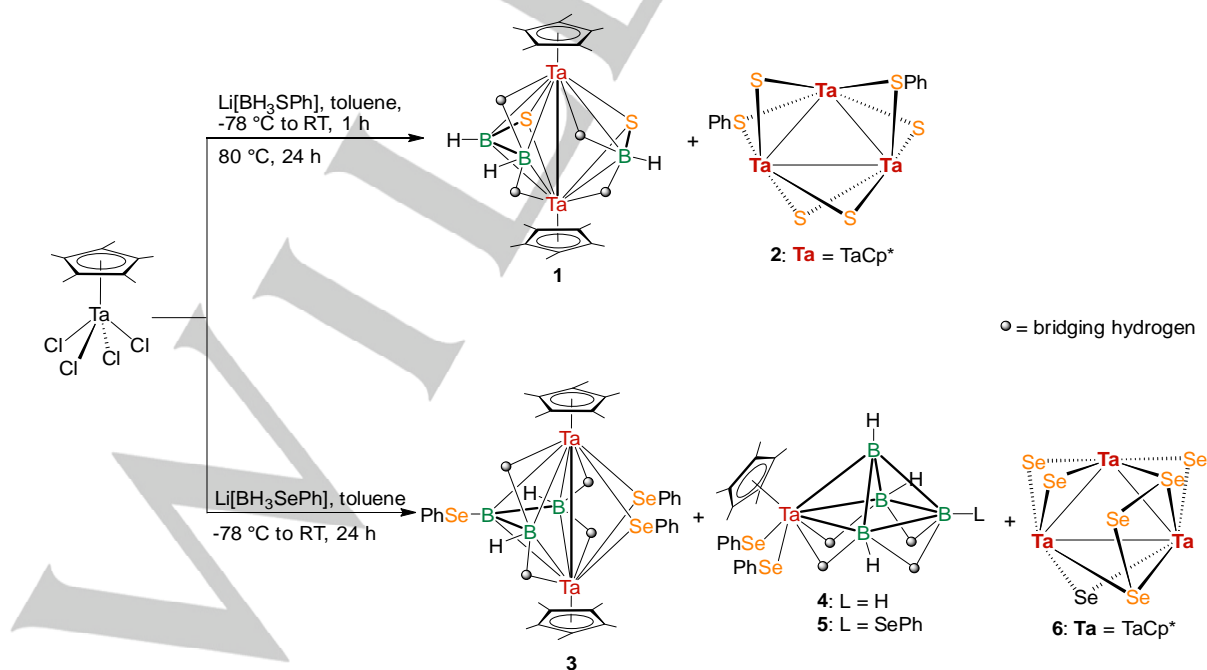 Li[BH3SPh], toluene,
-78 °C to RT, 1 h
80 °C, 24 h
Ta
S
S
H
B
B
B
H
H
Ta
1
+
S
Ta
SPh
PhS
S
Ta
Ta
S
S
2: Ta = TaCp*
Ta
Cl
Cl
Cl
Cl
= bridging hydrogen
Li[BH3SePh], toluene
-78 °C to RT, 24 h
Ta
H
B
PhSe
B
B
H
SePh
SePh
Ta
3
+
H
B
H
B
Ta
B
L
B
PhSe
PhSe
H
4: L = H
5: L = SePh
+
Se
Ta
Se
Se
Se
Se
Ta
Ta
Se
Se
6: Ta = TaCp*
WIL